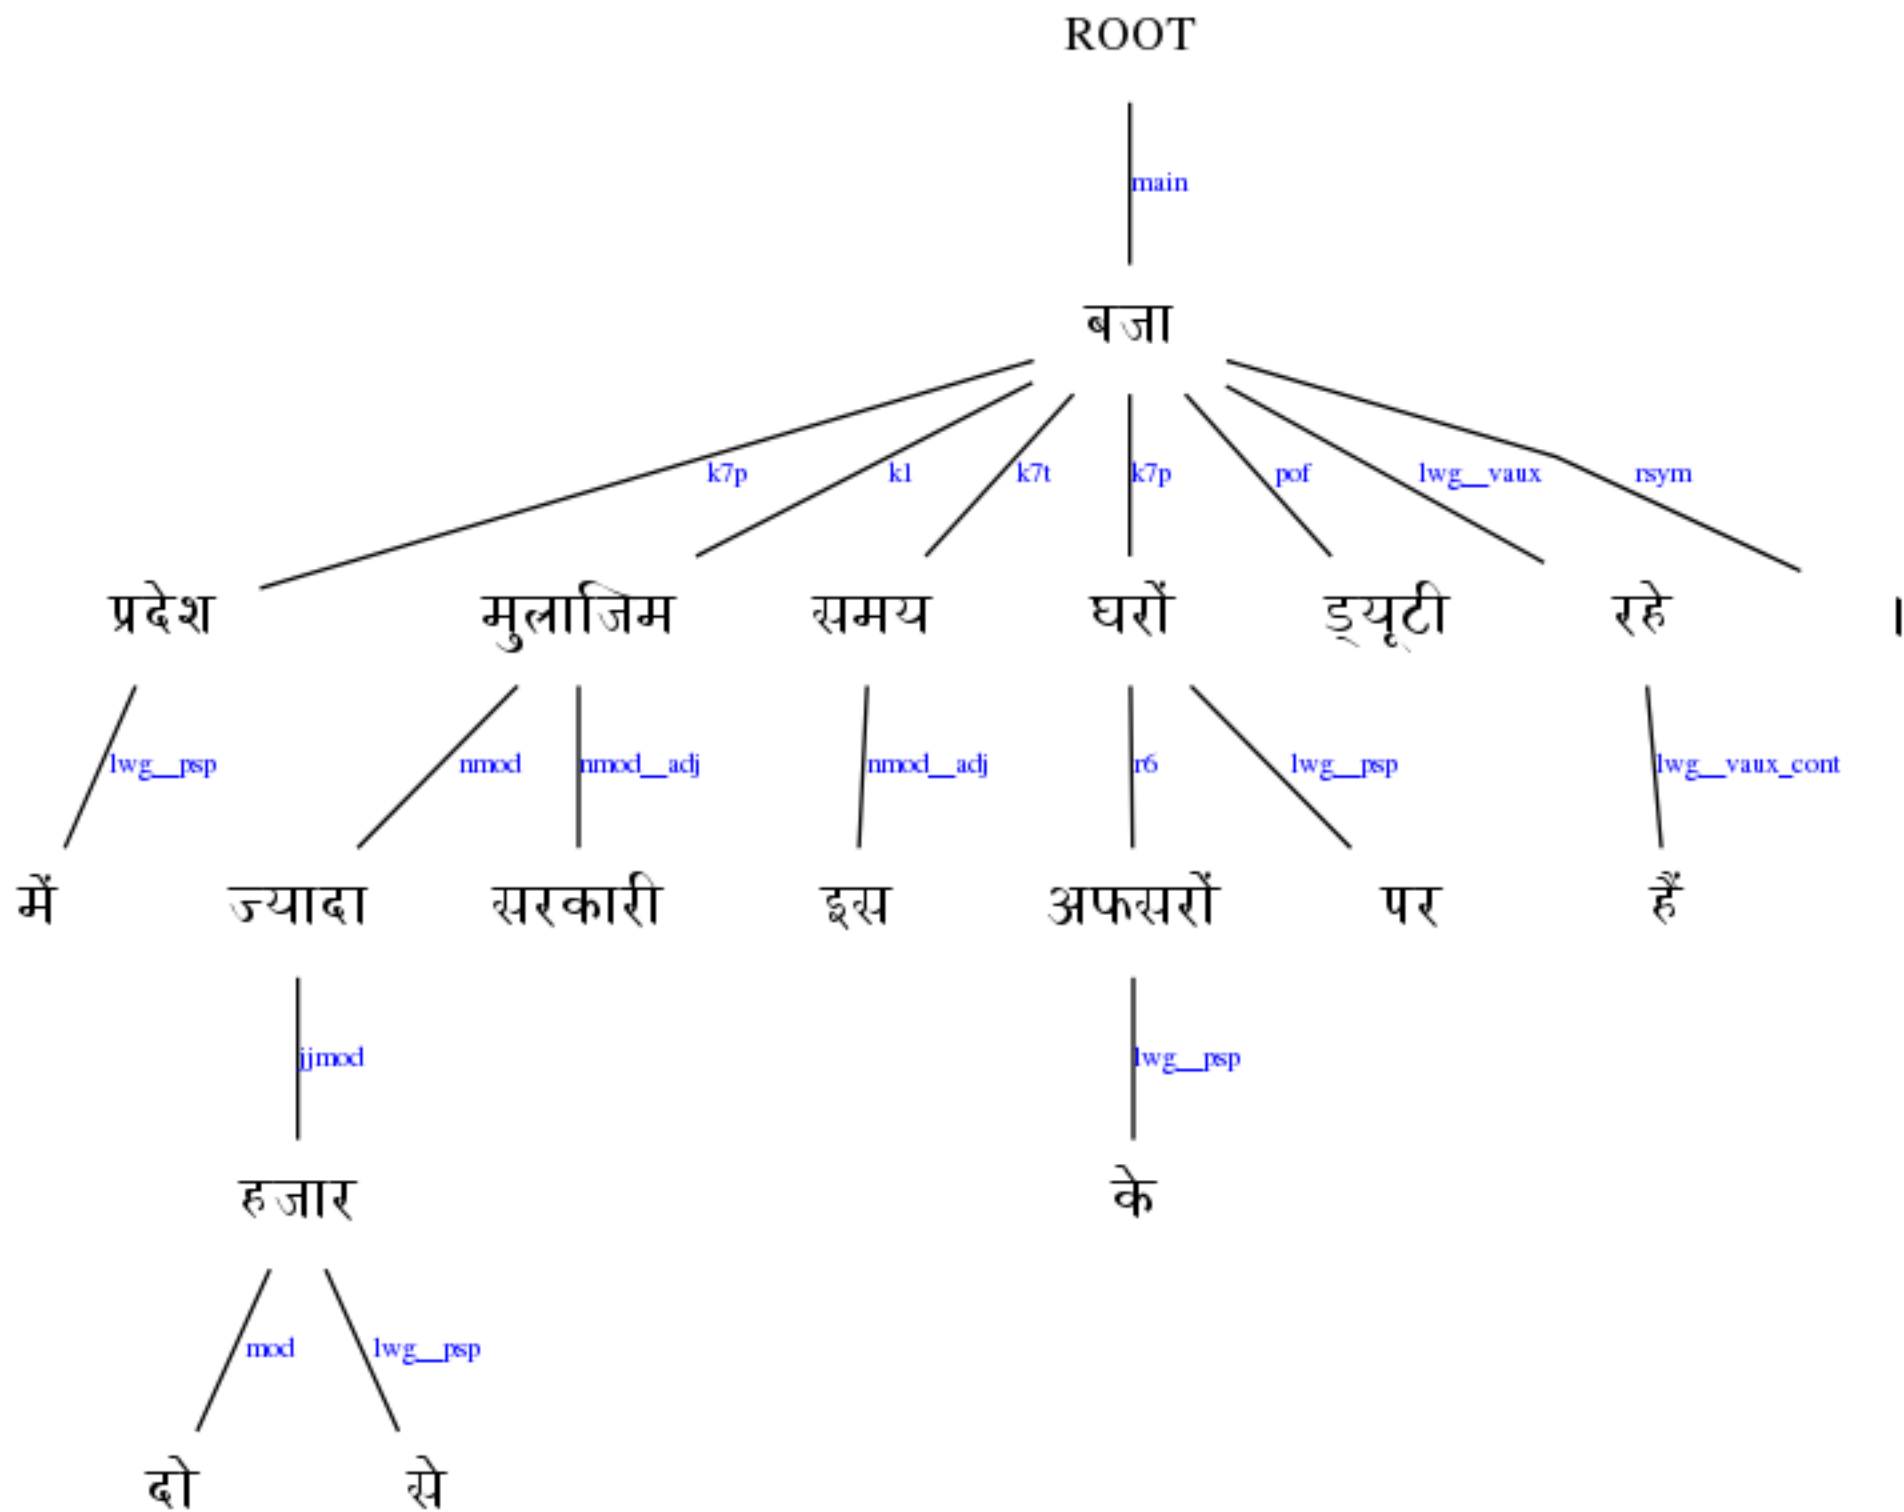 ROOT
main
बजा
k7p k1 k7t k7p pof lwg__vaux rsym
प्रदेश मुलाजिम समय घरों ड्यूटी रहे ।
lwg__psp nmod nmod__adj nmod__adj r6 lwg__psp lwg__vaux_cont
में ज्यादा सरकारी इस अफसरों पर हैं
jjmod lwg__psp
हजार के
mod lwg__psp
दो से